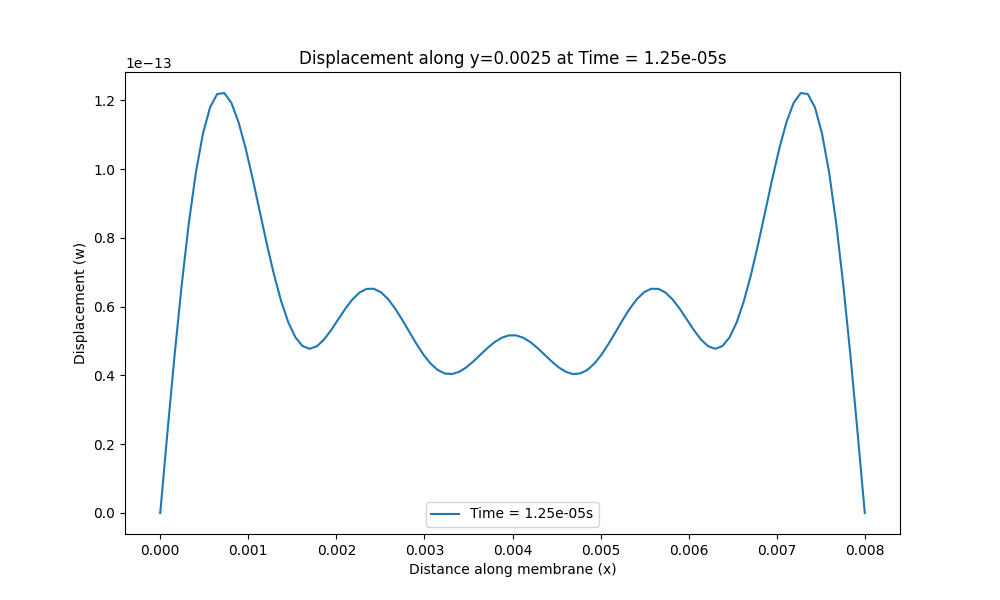 Displacement along y=0.0025 at Time = 1.25e-05s
1e−13
1.2
1.0
0.8
0.6
0.4
0.2
0.0
Displacement (w)
Time = 1.25e-05s
0.000 0.001 0.002 0.003 0.004 0.005 0.006 0.007 0.008
Distance along membrane (x)